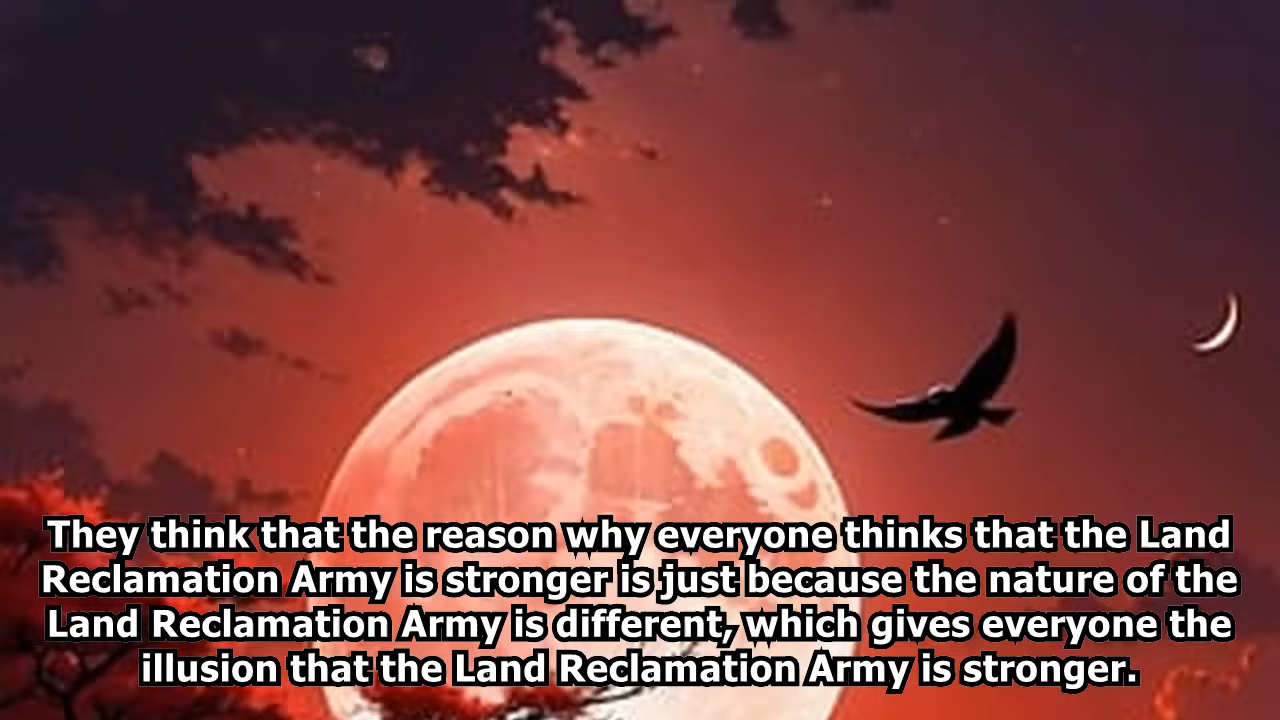 They think that the reason why everyone thinks that the Land
Reclamation Army is stronger is just because the nature of the
Land Reclamation Army is different, which gives everyone the
illusion that the Land Reclamation Army is stronger.